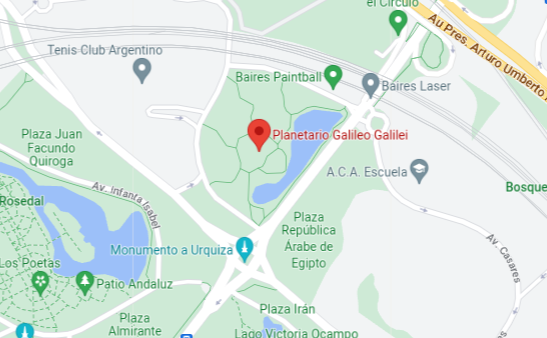 el Círculo
Au Pres. Arturo Umberto
Tenis Club Argentino
Baires Paintball
Baires Laser
Planetario Galileo Galilei
Plaza Juan
Facundo
Quiroga
A.C.A. Escuela
Bosque
Rosedal
Av. Infanta Isabel
Plaza
República
Árabe de
Egipto
Monumento a Urquiza
Av. Casares
Los Poetas
Patio Andaluz
Plaza Irán
Plaza
Almirante
Lago Victoria Ocampo